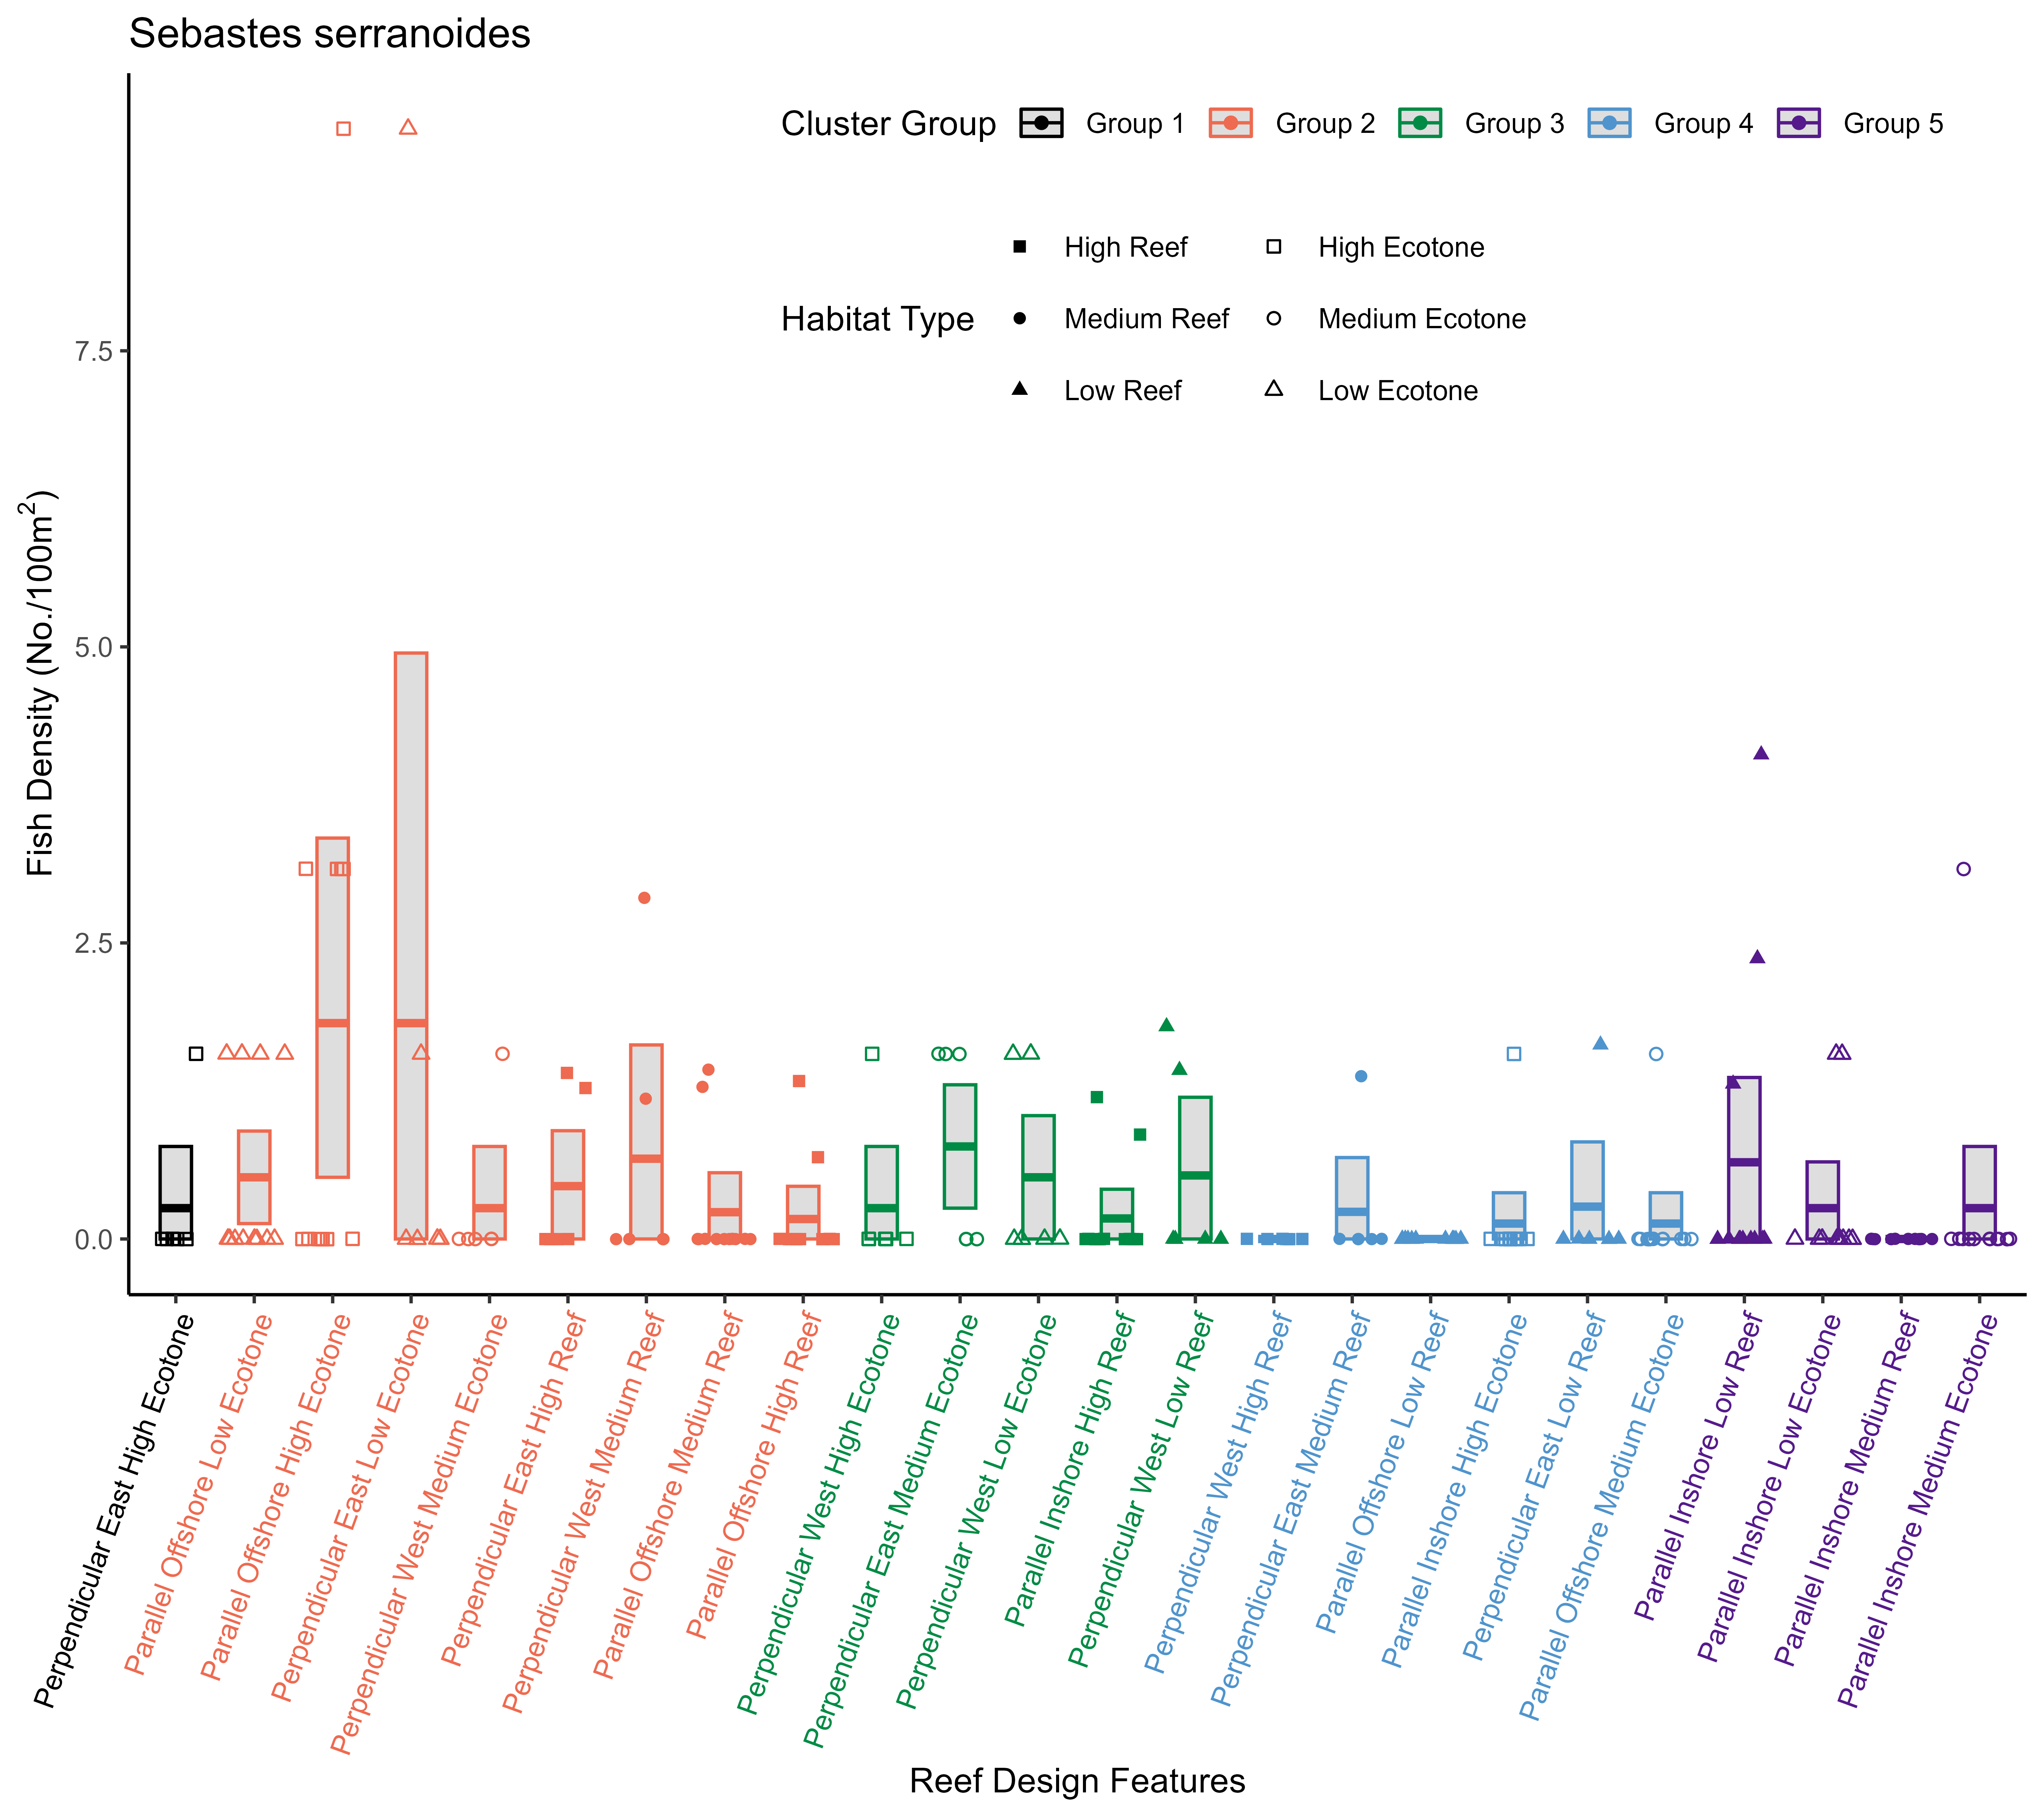 Sebastes serranoides
Cluster Group Group 1 Group 2 Group 3 Group 4 Group 5
Habitat Type
High Reef High Ecotone
Medium Reef Medium Ecotone
Low Reef Low Ecotone
Fish Density (No./100m²)
7.5
5.0
2.5
0.0
Perpendicular East High Ecotone
Parallel Offshore Low Ecotone
Parallel Offshore High Ecotone
Perpendicular East Low Ecotone
Perpendicular West Medium Ecotone
Perpendicular East High Reef
Perpendicular West Medium Reef
Parallel Offshore Medium Reef
Parallel Offshore High Reef
Perpendicular West High Ecotone
Perpendicular East Medium Ecotone
Perpendicular West Low Ecotone
Parallel Inshore High Reef
Perpendicular West Low Reef
Perpendicular West High Reef
Perpendicular East Medium Reef
Parallel Offshore Low Reef
Parallel Inshore High Ecotone
Perpendicular East Low Reef
Parallel Offshore Medium Ecotone
Parallel Inshore Low Reef
Parallel Inshore Low Ecotone
Parallel Inshore Medium Reef
Parallel Inshore Medium Ecotone
Reef Design Features